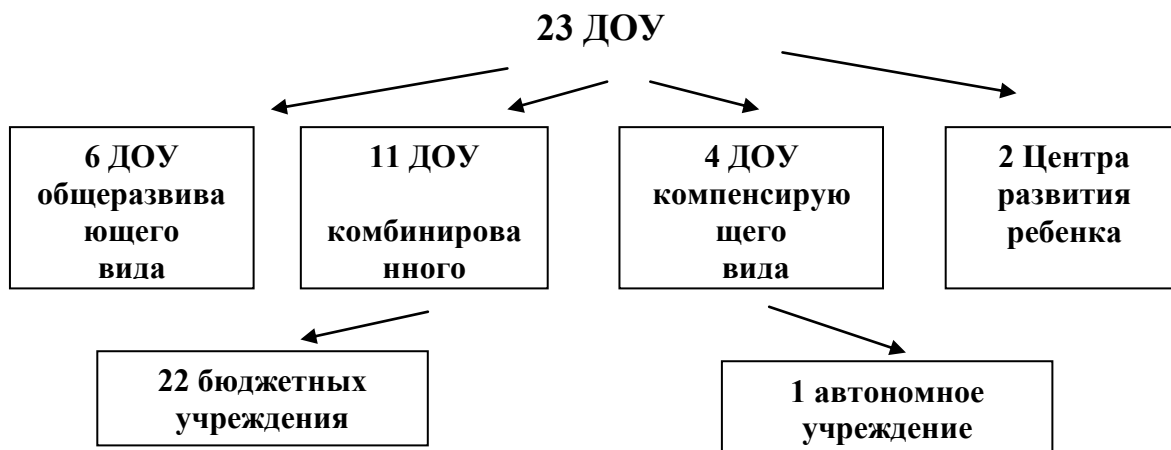 23 ДОУ
6 ДОУ
общеразвива
ющего
вида
11 ДОУ
комбинирова
нного
4 ДОУ
компенсирую
щего
вида
2 Центра
развития
ребенка
22 бюджетных
учреждения
1 автономное
учреждение